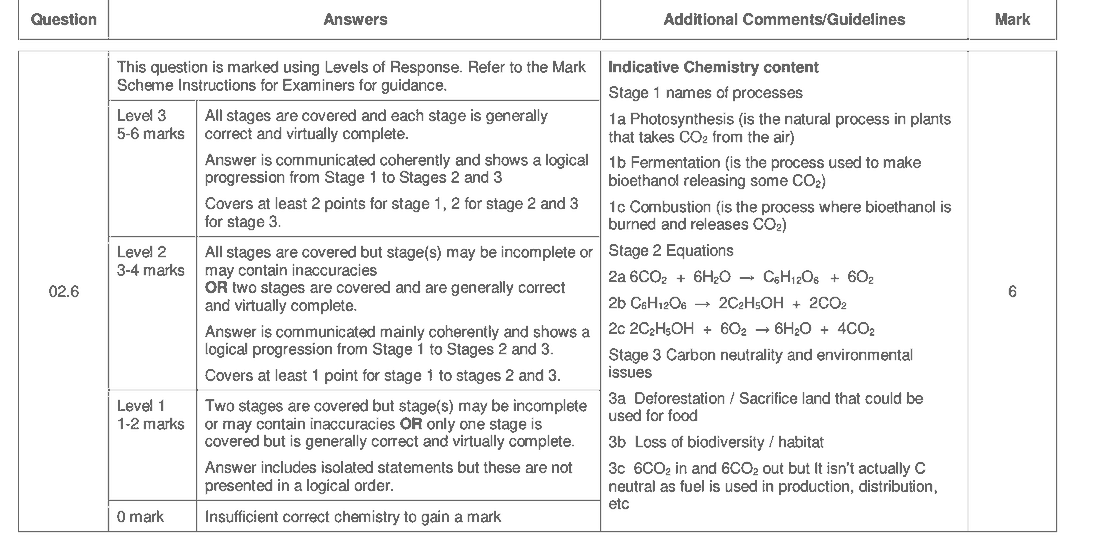 Question Answers Additional Comments/Guidelines Mark
02.6
This question is marked using Levels of Response. Refer to the Mark
Scheme Instructions for Examiners for guidance.
Level 3
5-6 marks
All stages are covered and each stage is generally
correct and virtually complete.
Answer is communicated coherently and shows a logical
progression from Stage 1 to Stages 2 and 3
Covers at least 2 points for stage 1, 2 for stage 2 and 3
for stage 3.
Level 2
3-4 marks
All stages are covered but stage(s) may be incomplete or
may contain inaccuracies
OR two stages are covered and are generally correct
and virtually complete.
Answer is communicated mainly coherently and shows a
logical progression from Stage 1 to Stages 2 and 3.
Covers at least 1 point for stage 1 to stages 2 and 3.
Level 1
1-2 marks
Two stages are covered but stage(s) may be incomplete
or may contain inaccuracies OR only one stage is
covered but is generally correct and virtually complete.
Answer includes isolated statements but these are not
presented in a logical order.
0 mark
Insufficient correct chemistry to gain a mark
Indicative Chemistry content
Stage 1 names of processes
1a Photosynthesis (is the natural process in plants
that takes CO₂ from the air)
1b Fermentation (is the process used to make
bioethanol releasing some CO₂)
1c Combustion (is the process where bioethanol is
burned and releases CO₂)
Stage 2 Equations
2a 6CO₂ + 6H₂O → C₆H₁₂O₆ + 6O₂
2b C₆H₁₂O₆ → 2C₂H₅OH + 2CO₂
2c 2C₂H₅OH + 6O₂ → 6H₂O + 4CO₂
Stage 3 Carbon neutrality and environmental
issues
3a Deforestation / Sacrifice land that could be
used for food
3b Loss of biodiversity / habitat
3c 6CO₂ in and 6CO₂ out but It isn't actually C
neutral as fuel is used in production, distribution,
etc
6